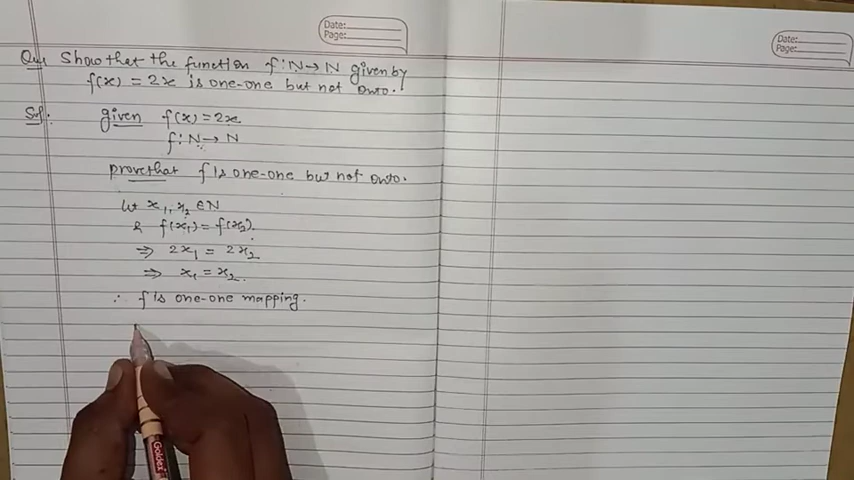 Date:
Page:
Date:
Page:
Que Show that the function f:N→N given by
f(x) = 2x is one-one but not onto.
Sol: given f(x) = 2x
f:N→N
prove that f is one-one but not onto.
Let x₁, x₂ ∈ N
& f(x₁) = f(x₂).
⇒ 2x₁ = 2x₂
⇒ x₁ = x₂.
∴ f is one-one mapping.
Goldex